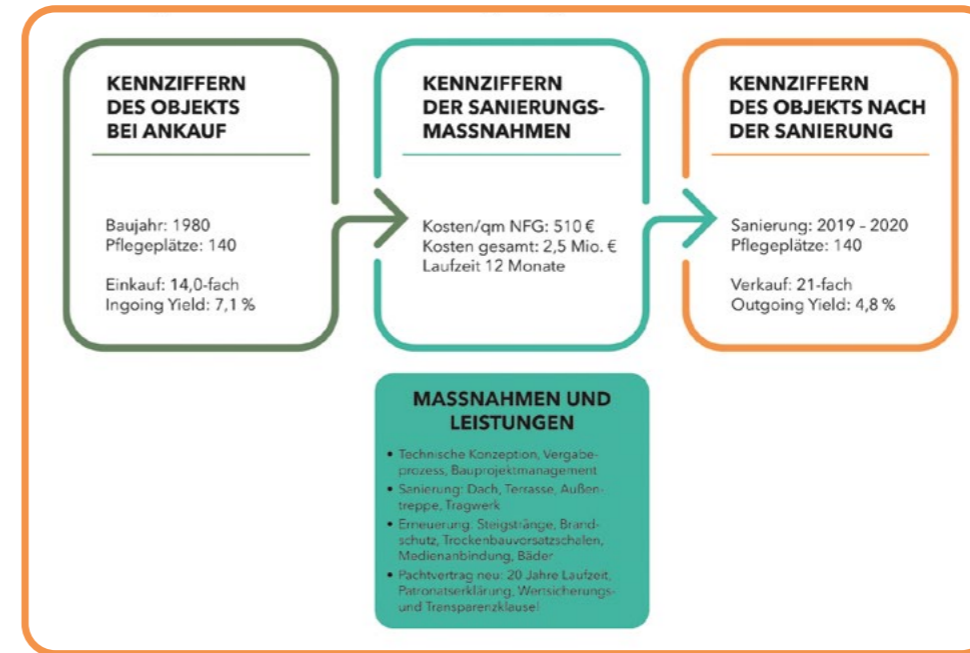 KENNZIFFERN
DES OBJEKTS
BEI ANKAUF
Baujahr: 1980
Pflegeplätze: 140
Einkauf: 14,0-fach
Ingoing Yield: 7,1 %
KENNZIFFERN
DER SANIERUNGS-
MASSNAHMEN
Kosten/qm NFG: 510 €
Kosten gesamt: 2,5 Mio. €
Laufzeit 12 Monate
KENNZIFFERN
DES OBJEKTS NACH
DER SANIERUNG
Sanierung: 2019 – 2020
Pflegeplätze: 140
Verkauf: 21-fach
Outgoing Yield: 4,8 %
MASSNAHMEN UND
LEISTUNGEN
• Technische Konzeption, Vergabe-
prozess, Bauprojektmanagement
• Sanierung: Dach, Terrasse, Außen-
treppe, Tragwerk
• Erneuerung: Steigstränge, Brand-
schutz, Trockenbauvorsatzschalen,
Medienanbindung, Bäder
• Pachtvertrag neu: 20 Jahre Laufzeit,
Patronatserklärung, Wertsicherungs-
und Transparenzklausel